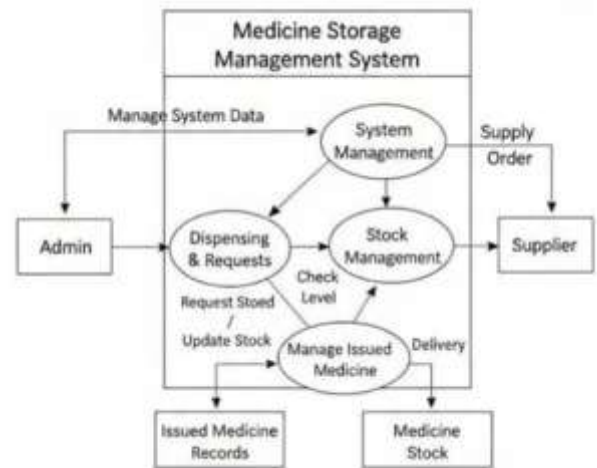 Medicine Storage
Management System
Manage System Data
System
Management
Supply
Order
Admin
Dispensing
& Requests
Stock
Management
Supplier
Check
Level
Request Stoed
/
Update Stock
Manage Issued
Medicine
Delivery
Issued Medicine
Records
Medicine
Stock